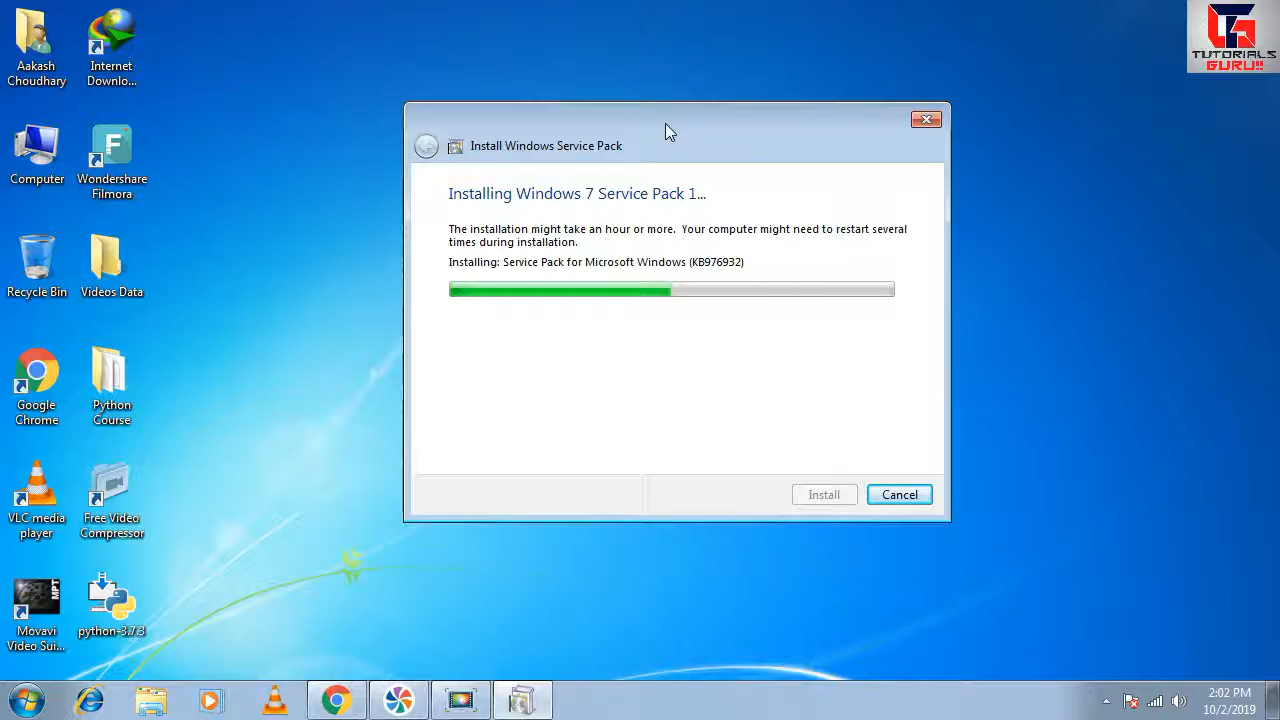 Aakash
Choudhary
Internet
Downlo...
TUTORIALS
GURU!!
Computer
Wondershare
Filmora
Recycle Bin
Videos Data
Google
Chrome
Python
Course
VLC media
player
Free Video
Compressor
MPT
Movavi
Video Sui...
python-3.7.3
Install Windows Service Pack
Installing Windows 7 Service Pack 1...
The installation might take an hour or more. Your computer might need to restart several
times during installation.
Installing: Service Pack for Microsoft Windows (KB976932)
Install
Cancel
2:02 PM
10/2/2019